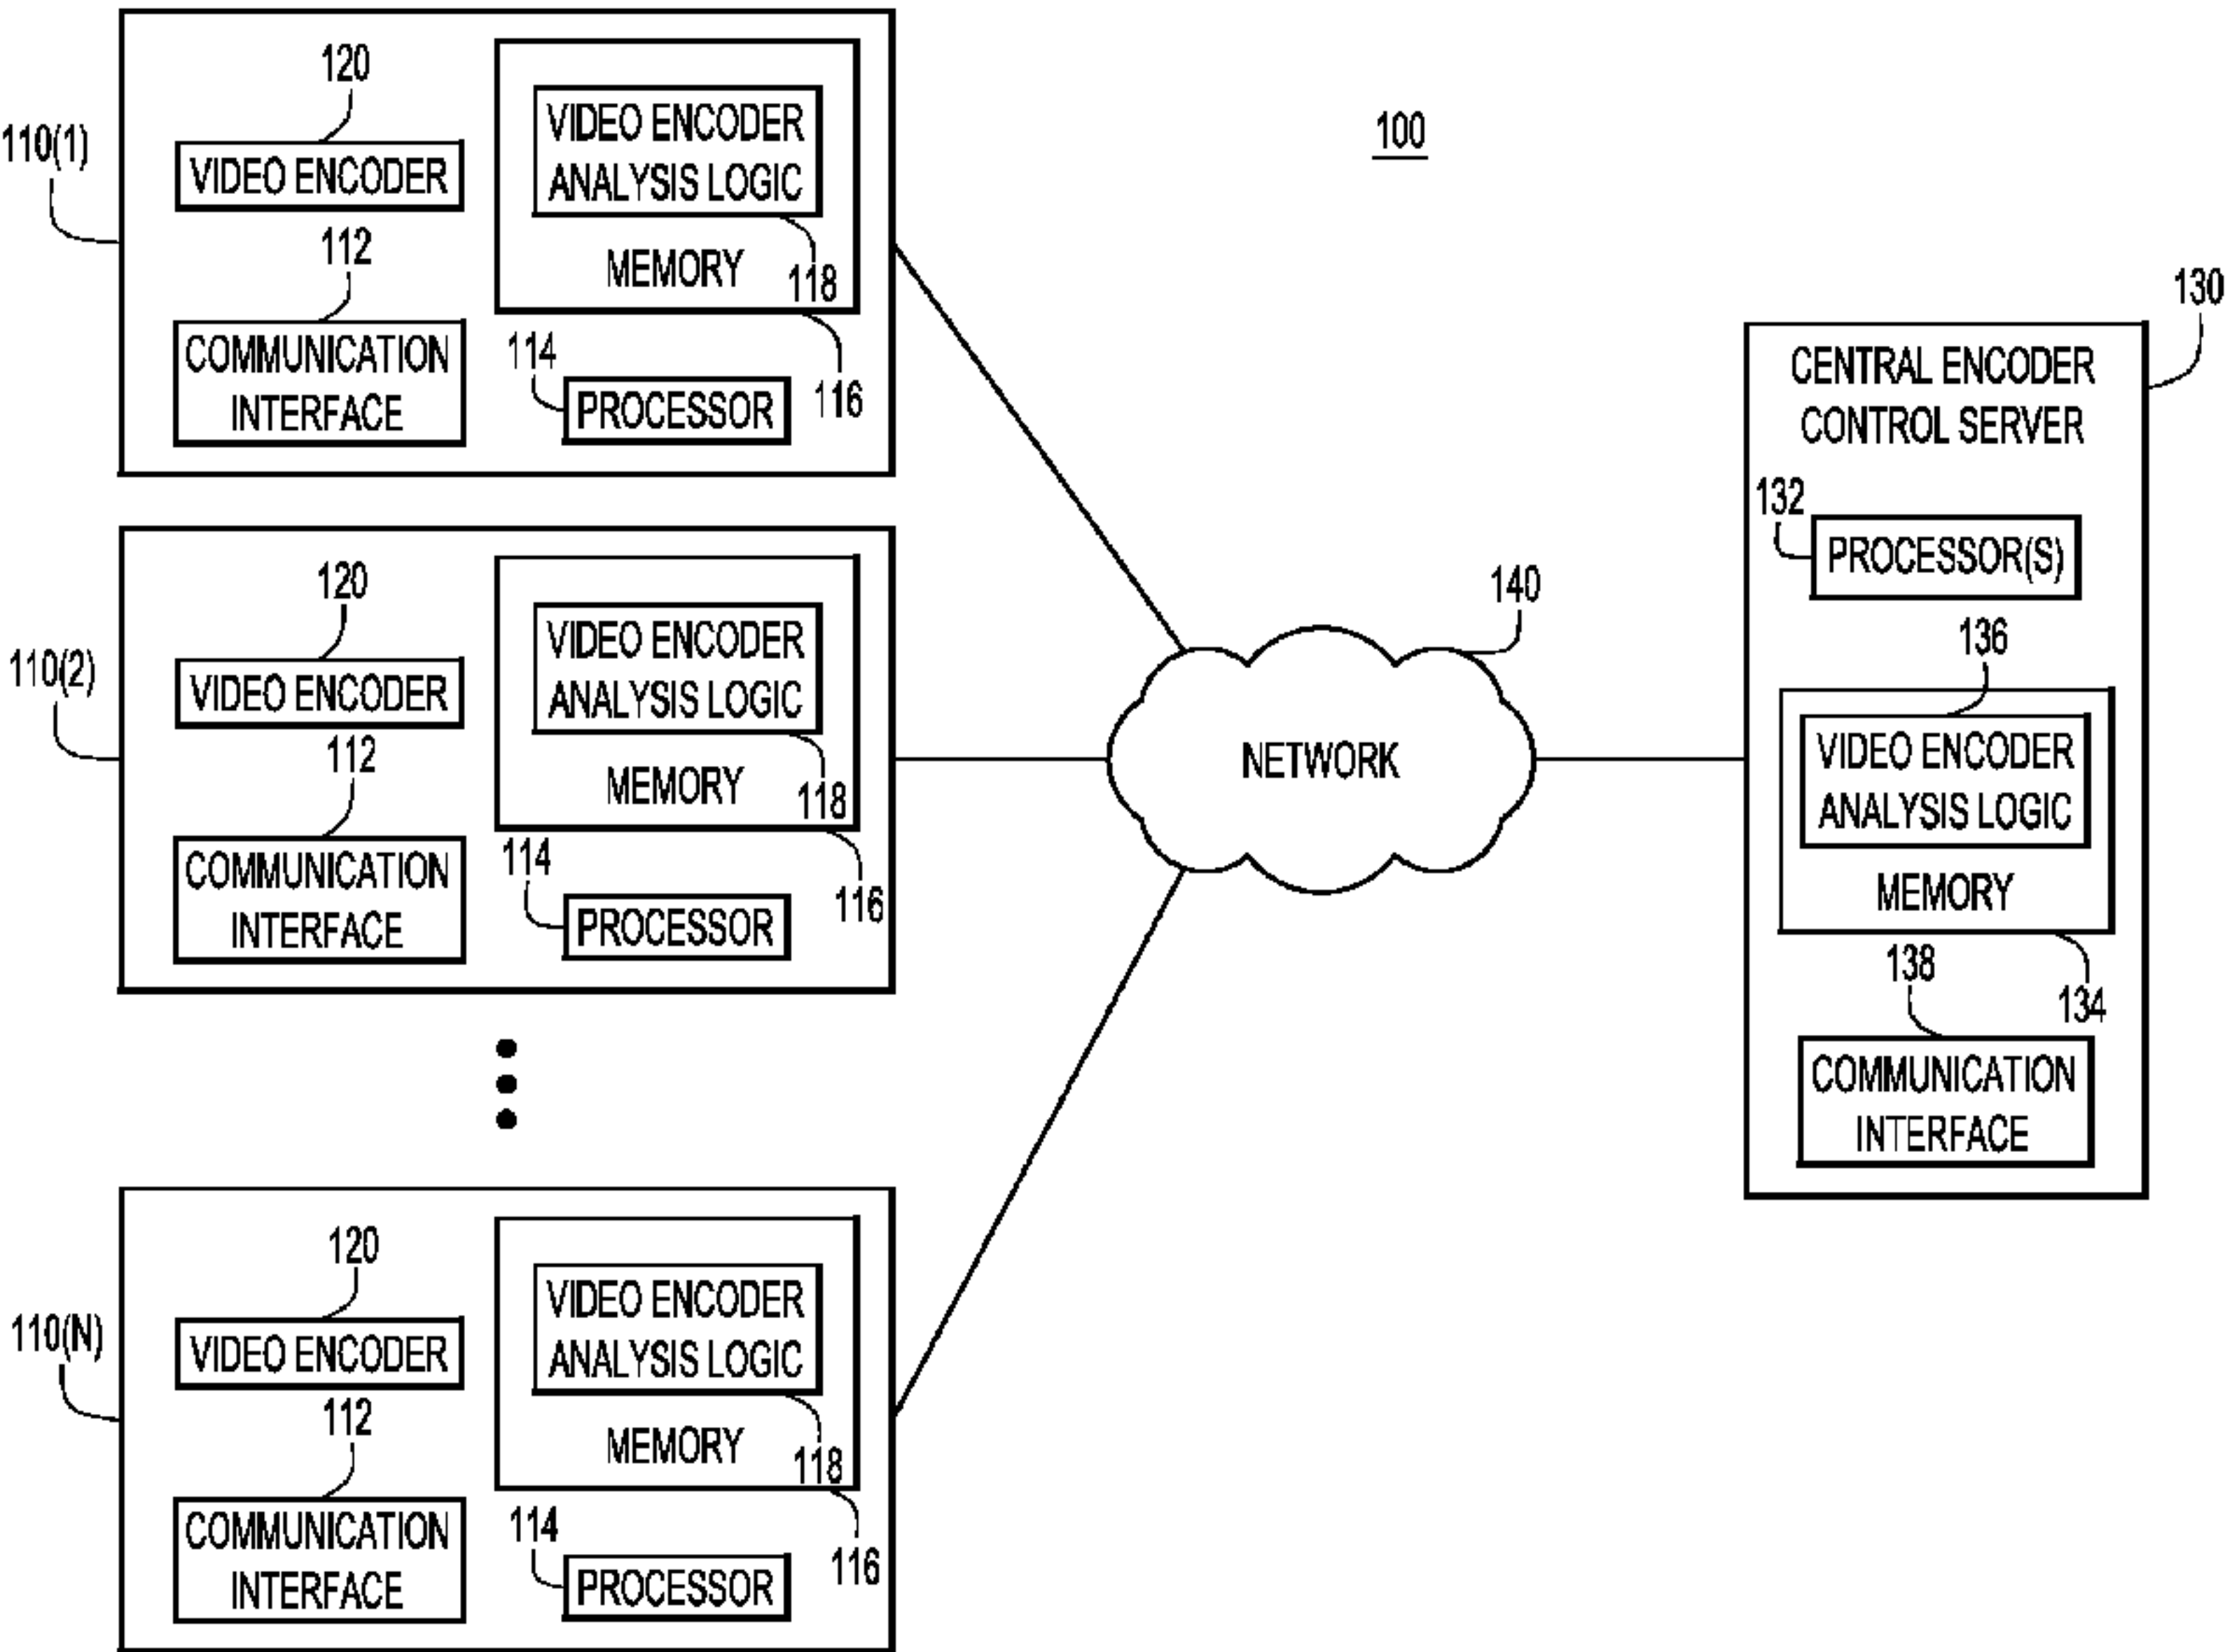 100
110(1)
120
VIDEO ENCODER
112
COMMUNICATION
INTERFACE
VIDEO ENCODER
ANALYSIS LOGIC
118
MEMORY
116
114
PROCESSOR
110(2)
120
VIDEO ENCODER
112
COMMUNICATION
INTERFACE
VIDEO ENCODER
ANALYSIS LOGIC
118
MEMORY
116
114
PROCESSOR
110(N)
120
VIDEO ENCODER
112
COMMUNICATION
INTERFACE
VIDEO ENCODER
ANALYSIS LOGIC
118
MEMORY
116
114
PROCESSOR
140
NETWORK
130
CENTRAL ENCODER
CONTROL SERVER
132
PROCESSOR(S)
136
VIDEO ENCODER
ANALYSIS LOGIC
MEMORY
134
138
COMMUNICATION
INTERFACE